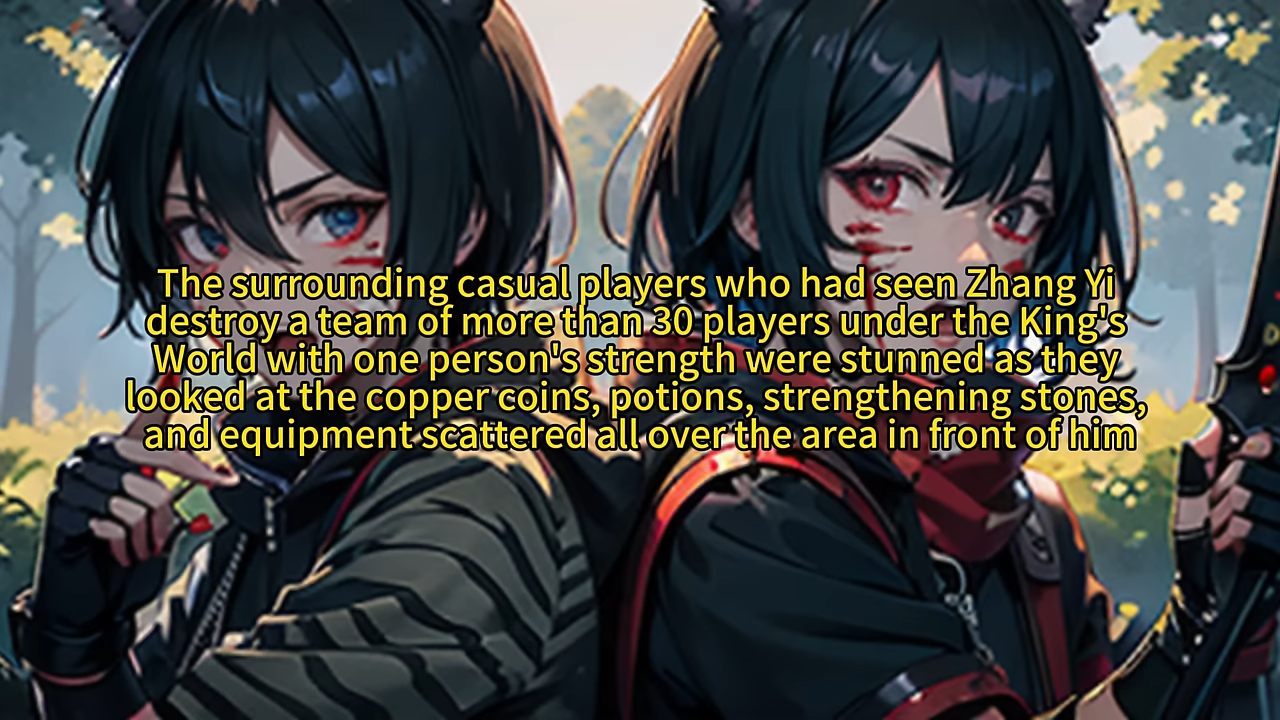 The surrounding casual players who had seen Zhang Yi
destroy a team of more than 30 players under the King's
World with one person's strength were stunned as they
looked at the copper coins, potions, strengthening stones,
and equipment scattered all over the area in front of him